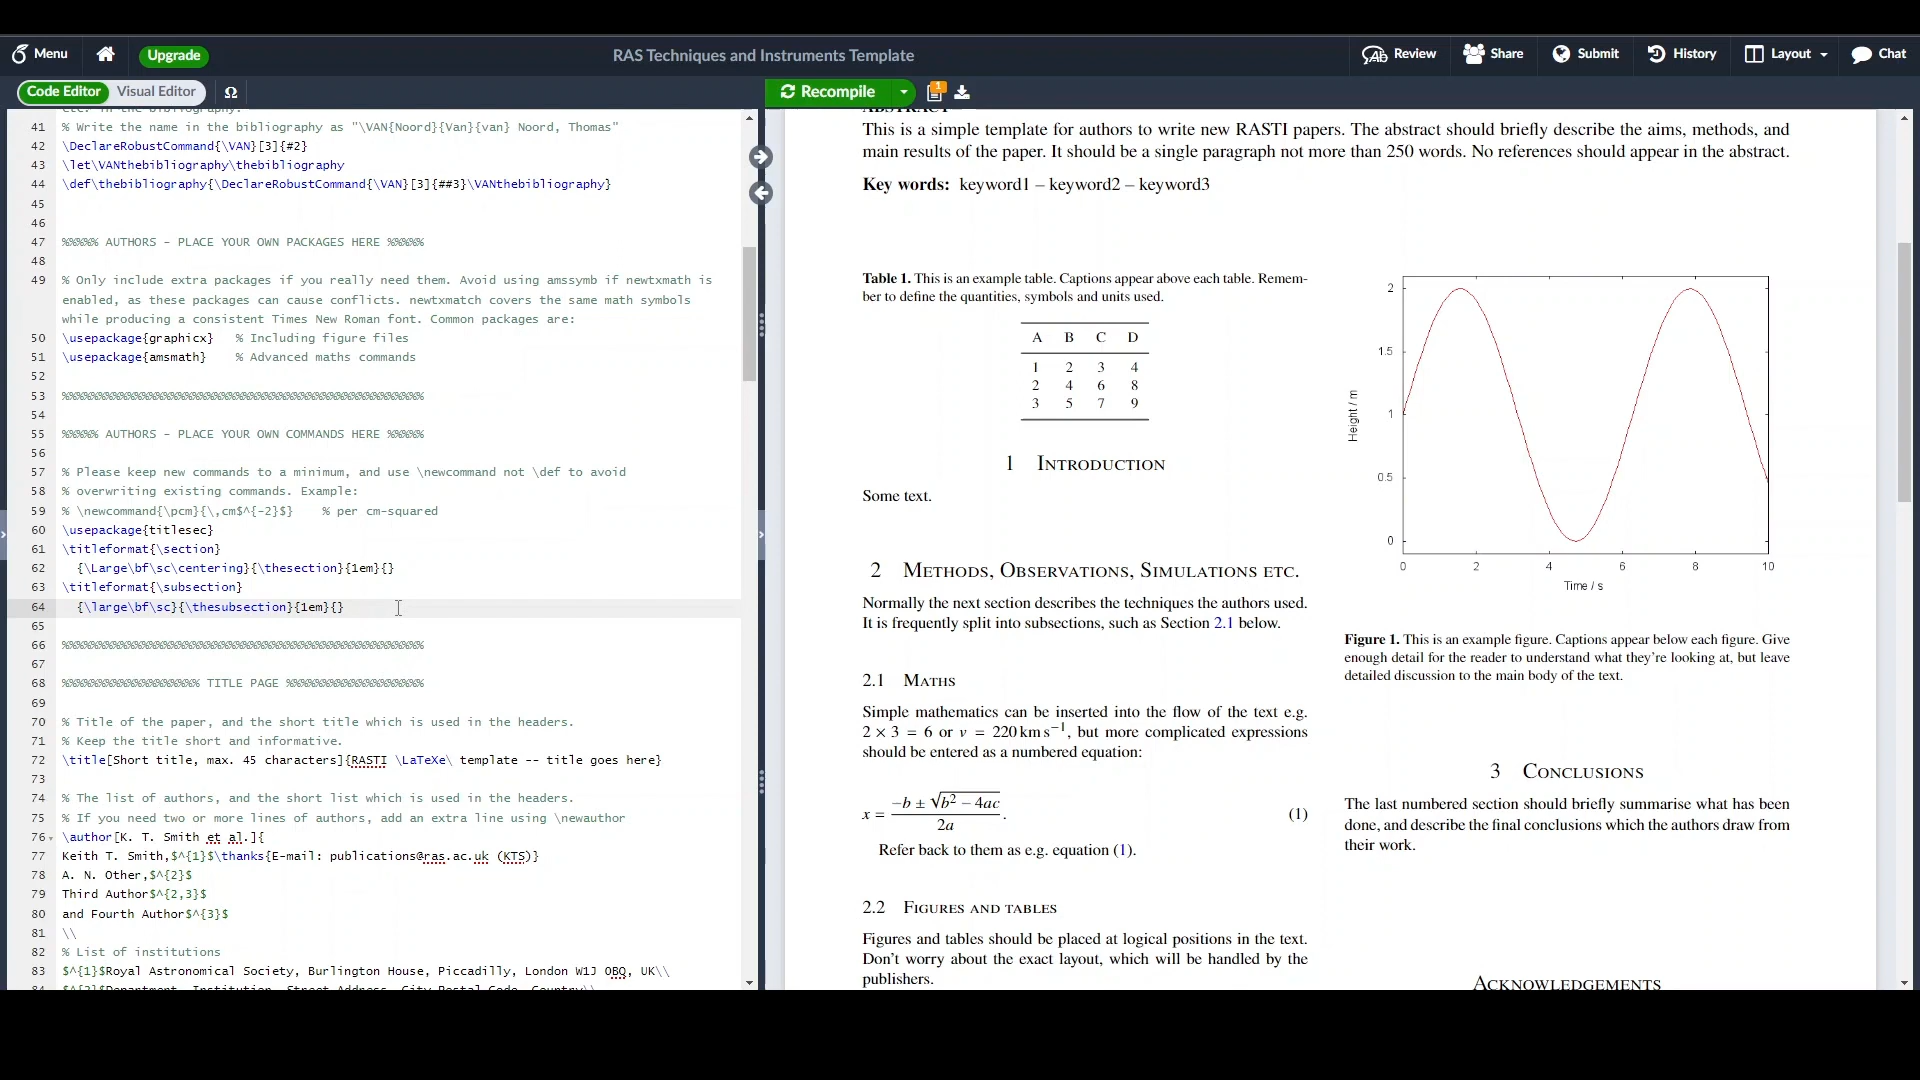 Menu
Upgrade
RAS Techniques and Instruments Template
Review
Share
Submit
History
Layout
Chat
Code Editor
Visual Editor
Ω
Recompile
1
41 % Write the name in the bibliography as "\VAN{Noord}{Van}{van} Noord, Thomas"
42 \DeclareRobustCommand{\VAN}[3]{#2}
43 \let\VANthebibliography\thebibliography
44 \def\thebibliography{\DeclareRobustCommand{\VAN}[3]{##3}\VANthebibliography}
45
46
47 %%%%% AUTHORS - PLACE YOUR OWN PACKAGES HERE %%%%%
48
49 % Only include extra packages if you really need them. Avoid using amssymb if newtxmath is
enabled, as these packages can cause conflicts. newtxmatch covers the same math symbols
while producing a consistent Times New Roman font. Common packages are:
50 \usepackage{graphicx} % Including figure files
51 \usepackage{amsmath} % Advanced maths commands
52
53 %%%%%%%%%%%%%%%%%%%%%%%%%%%%%%%%%%%%%%%%%%%%%%%%%%
54
55 %%%%% AUTHORS - PLACE YOUR OWN COMMANDS HERE %%%%%
56
57 % Please keep new commands to a minimum, and use \newcommand not \def to avoid
58 % overwriting existing commands. Example:
59 % \newcommand{\pcm}{\,cm$^{-2}$} % per cm-squared
60 \usepackage{titlesec}
61 \titleformat{\section}
62 {\Large\bf\sc\centering}{\thesection}{1em}{}
63 \titleformat{\subsection}
64 {\large\bf\sc}{\thesubsection}{1em}{}
65
66 %%%%%%%%%%%%%%%%%%%%%%%%%%%%%%%%%%%%%%%%%%%%%%%%%%
67
68 %%%%%%%%%%%%%%%%%%% TITLE PAGE %%%%%%%%%%%%%%%%%%%
69
70 % Title of the paper, and the short title which is used in the headers.
71 % Keep the title short and informative.
72 \title[Short title, max. 45 characters]{RASTI \LaTeXe\ template -- title goes here}
73
74 % The list of authors, and the short list which is used in the headers.
75 % If you need two or more lines of authors, add an extra line using \newauthor
76 \author[K. T. Smith et al.]{
77 Keith T. Smith,$^{1}$\thanks{E-mail: publications@ras.ac.uk (KTS)}
78 A. N. Other,$^{2}$
79 Third Author$^{2,3}$
80 and Fourth Author$^{3}$
81 \\
82 % List of institutions
83 $^{1}$Royal Astronomical Society, Burlington House, Piccadilly, London W1J 0BQ, UK\\
ABSTRACT
This is a simple template for authors to write new RASTI papers. The abstract should briefly describe the aims, methods, and
main results of the paper. It should be a single paragraph not more than 250 words. No references should appear in the abstract.
Key words: keyword1 – keyword2 – keyword3
Table 1. This is an example table. Captions appear above each table. Remem-
ber to define the quantities, symbols and units used.
A B C D
1 2 3 4
2 4 6 8
3 5 7 9
1 INTRODUCTION
Some text.
2 METHODS, OBSERVATIONS, SIMULATIONS ETC.
Normally the next section describes the techniques the authors used.
It is frequently split into subsections, such as Section 2.1 below.
2.1 MATHS
Simple mathematics can be inserted into the flow of the text e.g.
2 × 3 = 6 or v = 220 km s⁻¹, but more complicated expressions
should be entered as a numbered equation:
x = (−b ± √(b² − 4ac)) / 2a. (1)
Refer back to them as e.g. equation (1).
2.2 FIGURES AND TABLES
Figures and tables should be placed at logical positions in the text.
Don't worry about the exact layout, which will be handled by the
publishers.
2
1.5
1
0.5
0
Height / m
0 2 4 6 8 10
Time / s
Figure 1. This is an example figure. Captions appear below each figure. Give
enough detail for the reader to understand what they're looking at, but leave
detailed discussion to the main body of the text.
3 CONCLUSIONS
The last numbered section should briefly summarise what has been
done, and describe the final conclusions which the authors draw from
their work.
ACKNOWLEDGEMENTS